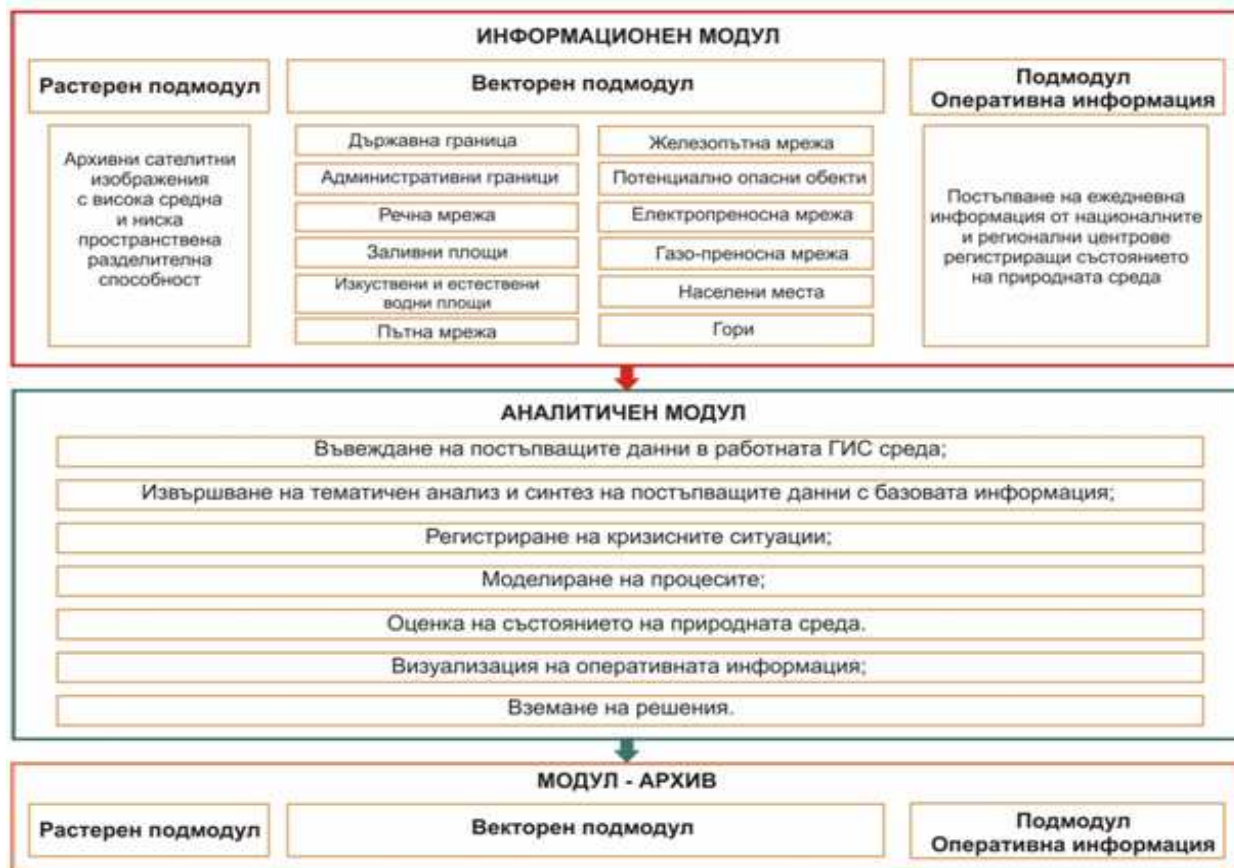 ИНФОРМАЦИОНЕН МОДУЛ
Растерен подмодул
Архивни сателитни
изображения
с висока средна
и ниска
пространствена
разделителна
способност
Векторен подмодул
Държавна граница
Административни граници
Речна мрежа
Заливни площи
Изкуствени и естествени
водни площи
Пътна мрежа
Железопътна мрежа
Потенциално опасни обекти
Електропреносна мрежа
Газо-преносна мрежа
Населени места
Гори
Подмодул
Оперативна информация
Постъпване на ежедневна
информация от националните
и регионални центрове
регистриращи състоянието
на природната среда
АНАЛИТИЧЕН МОДУЛ
Въвеждане на постъпващите данни в работната ГИС среда;
Извършване на тематичен анализ и синтез на постъпващите данни с базовата информация;
Регистриране на кризисните ситуации;
Моделиране на процесите;
Оценка на състоянието на природната среда.
Визуализация на оперативната информация;
Вземане на решения.
МОДУЛ - АРХИВ
Растерен подмодул
Векторен подмодул
Подмодул
Оперативна информация